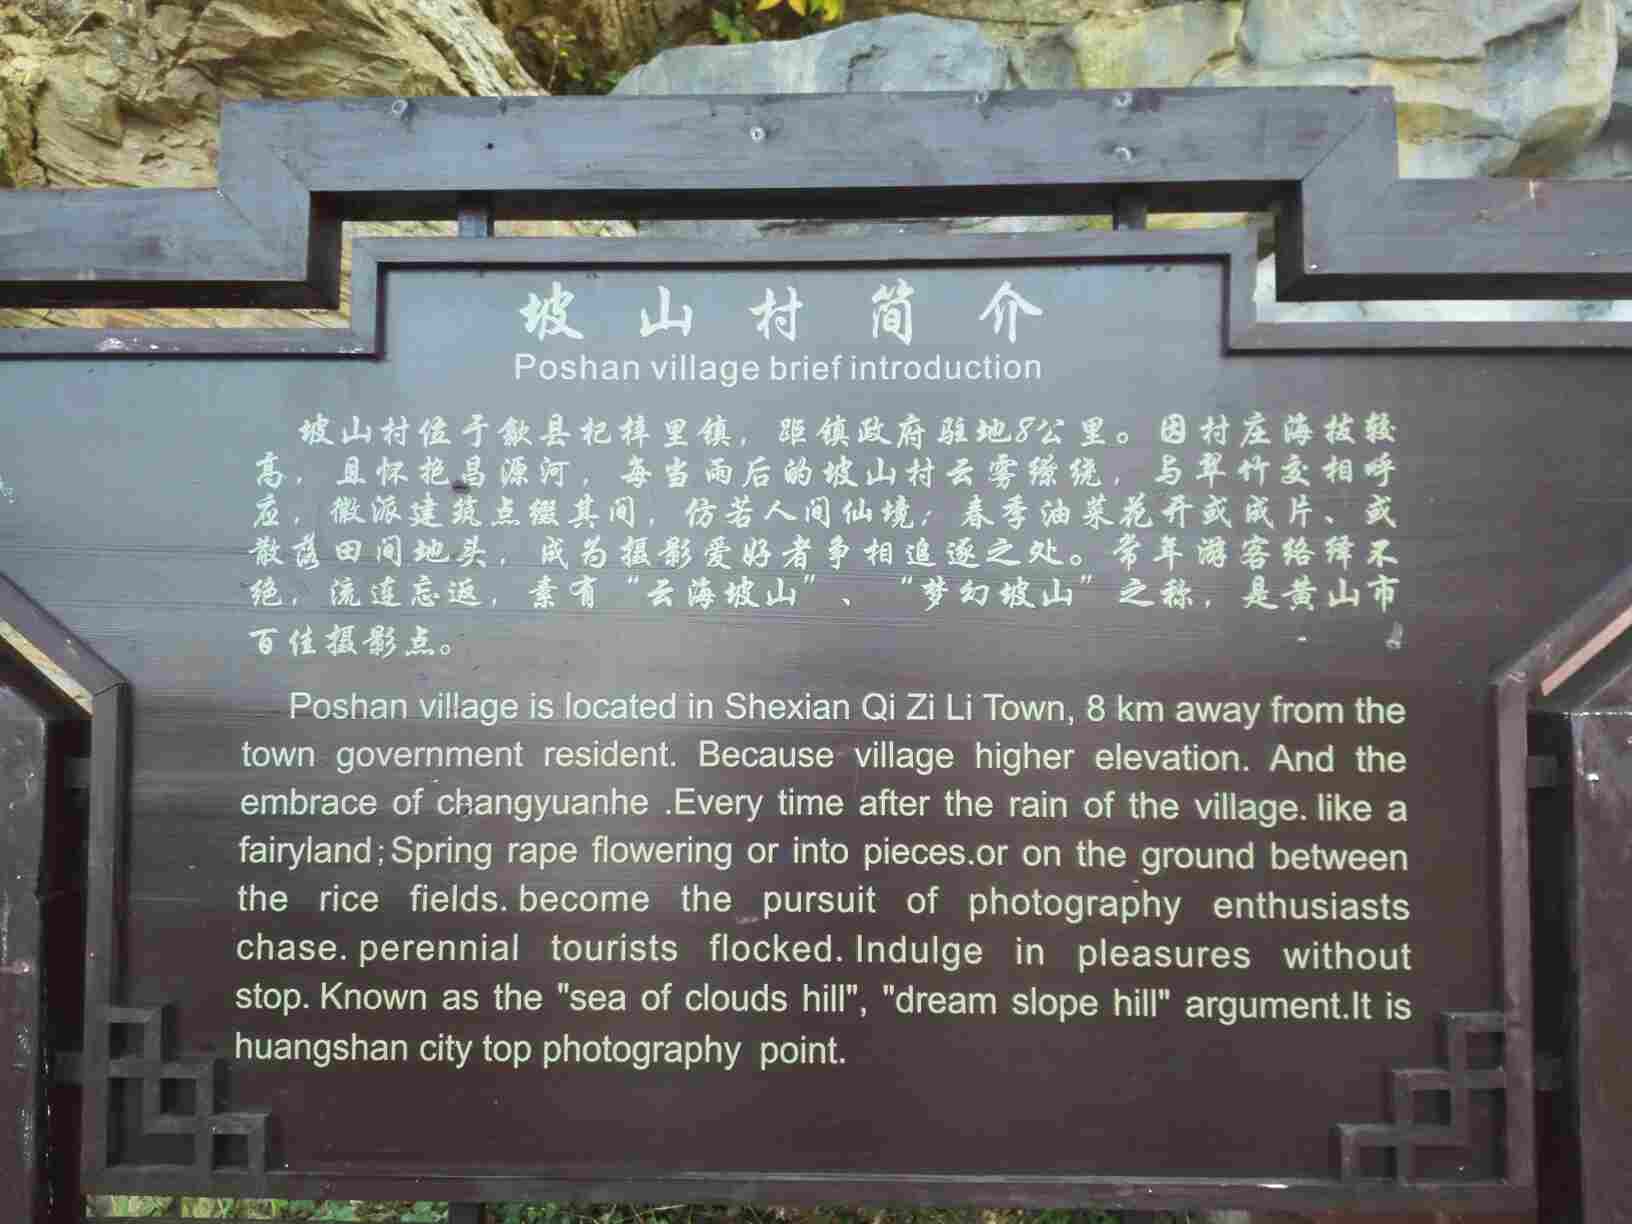 坡山村简介
Poshan village brief introduction
坡山村位于歙县杞梓里镇，距镇政府驻地8公里。因村庄海拔较
高，且怀抱昌源河，每当雨后的坡山村云雾缭绕，与翠竹交相呼
应，徽派建筑点缀其间，仿若人间仙境；春季油菜花开或成片、或
散落田间地头，成为摄影爱好者争相追逐之处。常年游客络绎不
绝，流连忘返，素有“云海坡山”、“梦幻坡山”之称，是黄山市
百佳摄影点。
Poshan village is located in Shexian Qi Zi Li Town, 8 km away from the
town government resident. Because village higher elevation. And the
embrace of changyuanhe .Every time after the rain of the village. like a
fairyland;Spring rape flowering or into pieces.or on the ground between
the rice fields. become the pursuit of photography enthusiasts
chase. perennial tourists flocked. Indulge in pleasures without
stop. Known as the "sea of clouds hill", "dream slope hill" argument.It is
huangshan city top photography point.